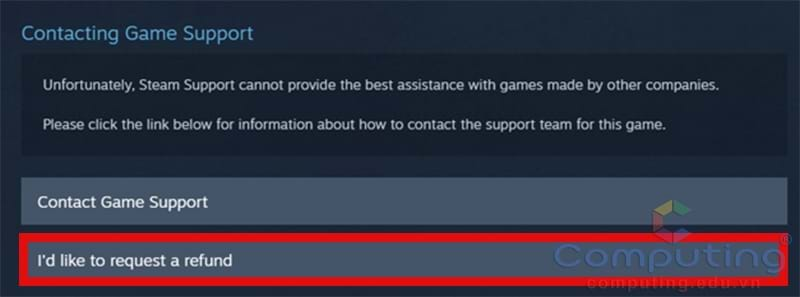 Contacting Game Support
Unfortunately, Steam Support cannot provide the best assistance with games made by other companies.
Please click the link below for information about how to contact the support team for this game.
Contact Game Support
I'd like to request a refund
Computing®
computing.edu.vn